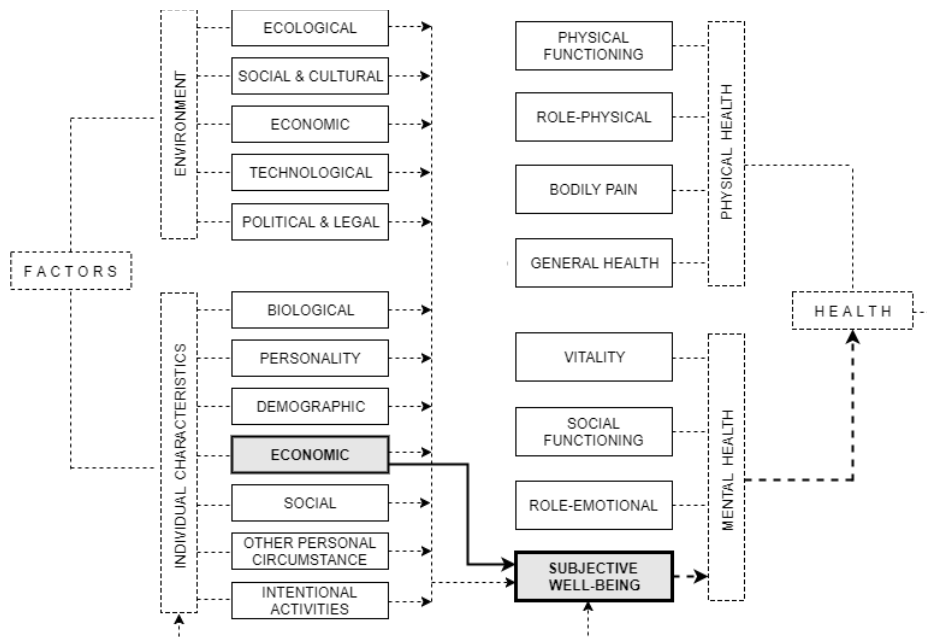 FACTORS
ENVIRONMENT
ECOLOGICAL
SOCIAL & CULTURAL
ECONOMIC
TECHNOLOGICAL
POLITICAL & LEGAL
INDIVIDUAL CHARACTERISTICS
BIOLOGICAL
PERSONALITY
DEMOGRAPHIC
ECONOMIC
SOCIAL
OTHER PERSONAL
CIRCUMSTANCE
INTENTIONAL
ACTIVITIES
PHYSICAL
FUNCTIONING
ROLE-PHYSICAL
BODILY PAIN
GENERAL HEALTH
PHYSICAL HEALTH
VITALITY
SOCIAL
FUNCTIONING
ROLE-EMOTIONAL
SUBJECTIVE
WELL-BEING
MENTAL HEALTH
HEALTH